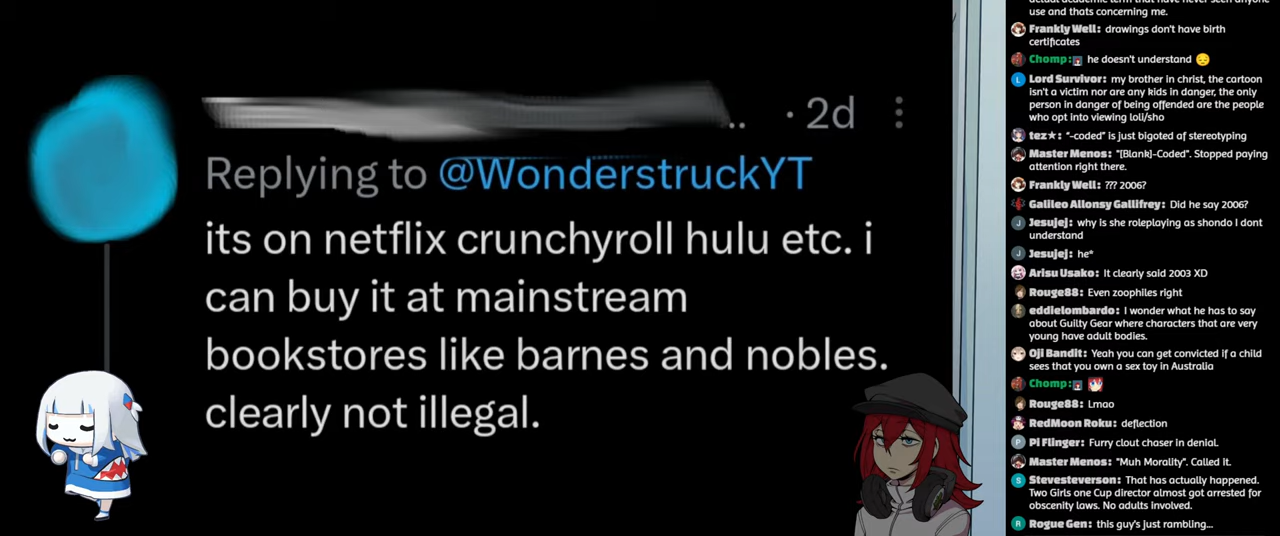 .. · 2d
Replying to @WonderstruckYT
its on netflix crunchyroll hulu etc. i
can buy it at mainstream
bookstores like barnes and nobles.
clearly not illegal.
use and thats concerning me.
Frankly Well: drawings don't have birth
certificates
Chomp: he doesn't understand 😔
L Lord Survivor: my brother in christ, the cartoon
isn't a victim nor are any kids in danger, the only
person in danger of being offended are the people
who opt into viewing loli/sho
tez★: "-coded" is just bigoted af stereotyping
Master Menos: "[Blank]-Coded". Stopped paying
attention right there.
Frankly Well: ??? 2006?
Galileo Allonsy Gallifrey: Did he say 2006?
J Jesujej: why is she roleplaying as shondo I dont
understand
J Jesujej: he*
Arisu Usako: It clearly said 2003 XD
Rouge88: Even zoophiles right
eddielombardo: I wonder what he has to say
about Guilty Gear where characters that are very
young have adult bodies.
Oji Bandit: Yeah you can get convicted if a child
sees that you own a sex toy in Australia
Chomp:
Rouge88: Lmao
RedMoon Roku: deflection
P Pi Flinger: Furry clout chaser in denial.
Master Menos: "Muh Morality". Called it.
S Stevesteverson: That has actually happened.
Two Girls one Cup director almost got arrested for
obscenity laws. No adults involved.
R Rogue Gen: this guy's just rambling...